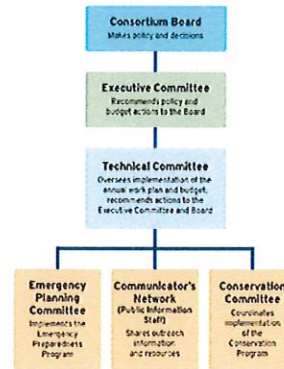 Consortium Board
Makes policy and decisions
Executive Committee
Recommends policy and
budget actions to the Board
Technical Committee
Oversees implementation of the
annual work plan and budget,
recommends actions to the
Executive Committee and Board
Emergency
Planning
Committee
Implements the
Emergency
Preparedness
Program
Communicator's
Network
(Public Information
Staff)
Shares outreach
information
and resources
Conservation
Committee
Coordinates
implementation
of the
Conservation
Program